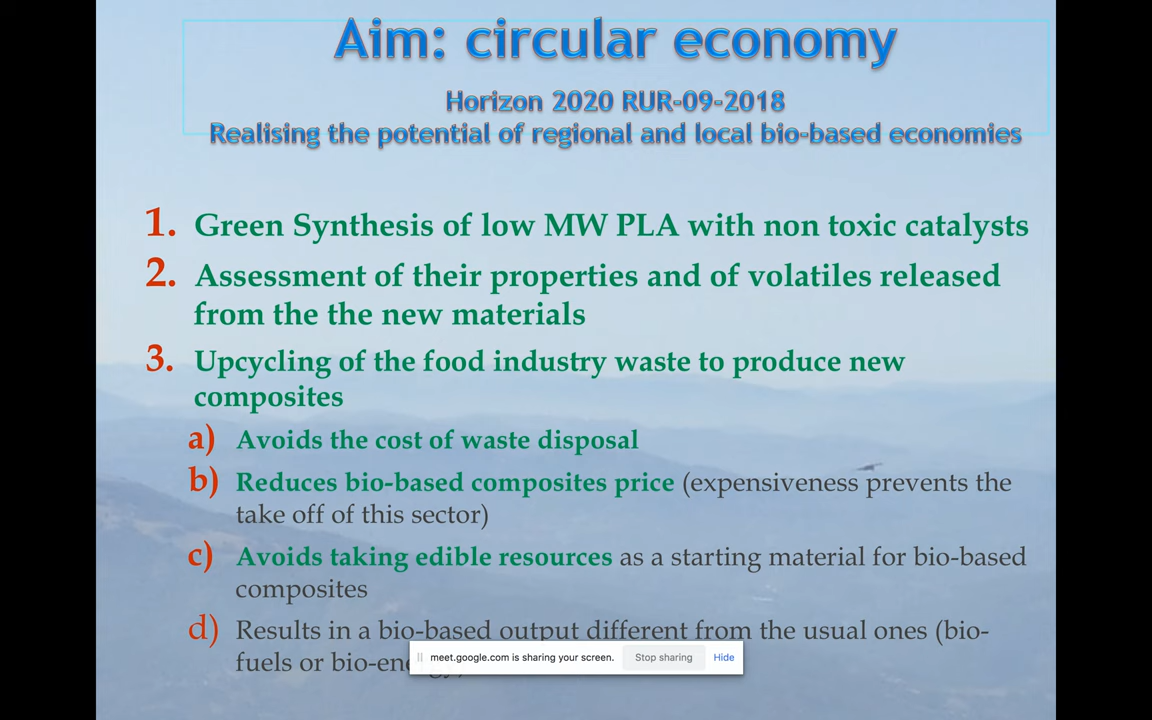 Aim: circular economy
Horizon 2020 RUR-09-2018
Realising the potential of regional and local bio-based economies
1. Green Synthesis of low MW PLA with non toxic catalysts
2. Assessment of their properties and of volatiles released
from the the new materials
3. Upcycling of the food industry waste to produce new
composites
a) Avoids the cost of waste disposal
b) Reduces bio-based composites price (expensiveness prevents the
take off of this sector)
c) Avoids taking edible resources as a starting material for bio-based
composites
d) Results in a bio-based output different from the usual ones (bio-
fuels or
meet.google.com is sharing your screen. Stop sharing Hide